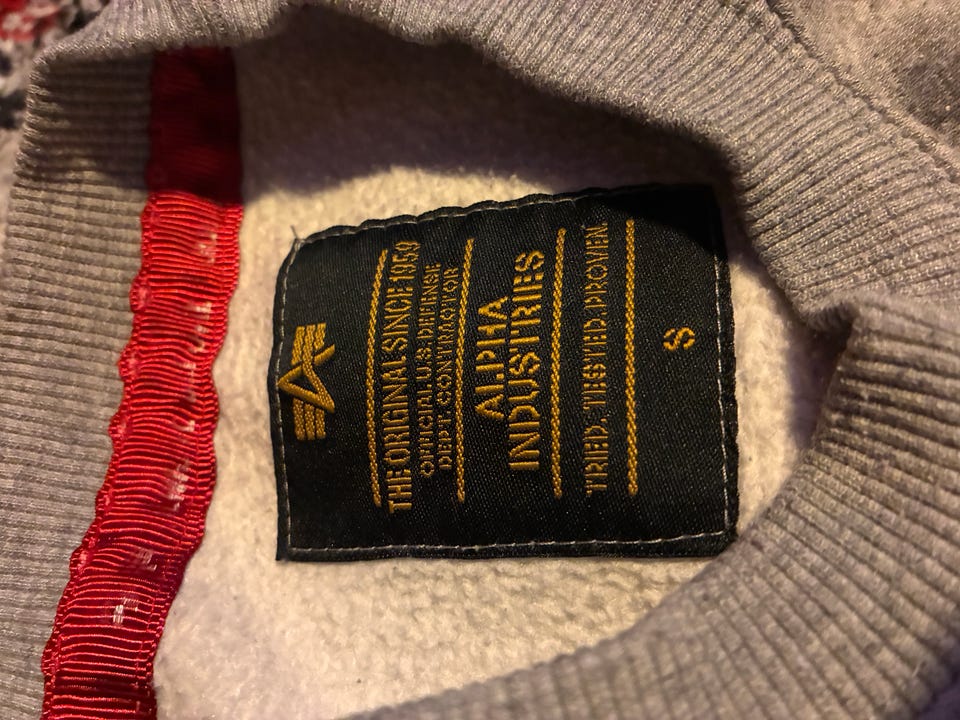 THE ORIGINAL SINCE 1959
OFFICIAL U.S. DEFENSE
DEPT. CONTRACTOR
ALPHA
INDUSTRIES
TRIED. TESTED. PROVEN.
S